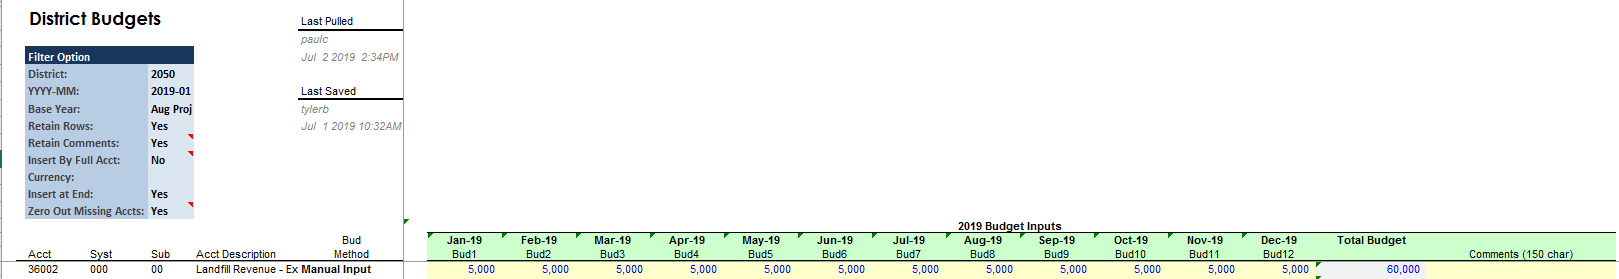 District Budgets
Last Pulled
paulc
Jul 2 2019 2:34PM
Filter Option
District: 2050
YYYY-MM: 2019-01
Base Year: Aug Proj
Retain Rows: Yes
Retain Comments: Yes
Insert By Full Acct: No
Currency:
Insert at End: Yes
Zero Out Missing Accts: Yes
Last Saved
tylerb
Jul 1 2019 10:32AM
2019 Budget Inputs
Bud Jan-19 Feb-19 Mar-19 Apr-19 May-19 Jun-19 Jul-19 Aug-19 Sep-19 Oct-19 Nov-19 Dec-19 Total Budget
Acct Syst Sub Acct Description Method Bud1 Bud2 Bud3 Bud4 Bud5 Bud6 Bud7 Bud8 Bud9 Bud10 Bud11 Bud12 Comments (150 char)
36002 000 00 Landfill Revenue - Ex Manual Input 5,000 5,000 5,000 5,000 5,000 5,000 5,000 5,000 5,000 5,000 5,000 5,000 60,000